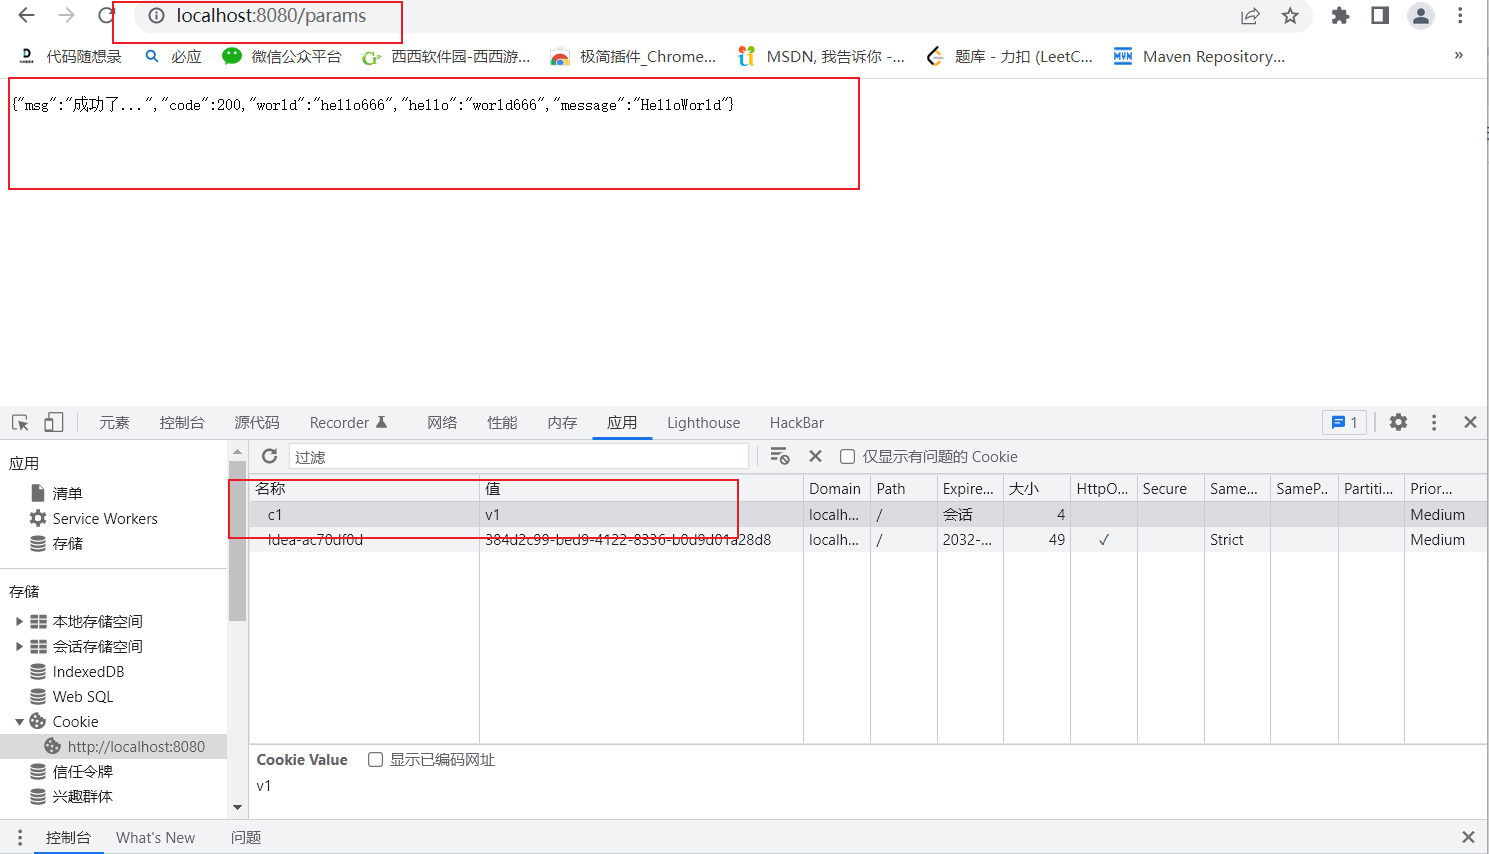 localhost:8080/params
代码随想录 必应 微信公众平台 西西软件园-西西游... 极简插件_Chrome... MSDN, 我告诉你 -... 题库 - 力扣 (LeetC... Maven Repository... »
{"msg":"成功了...","code":200,"world":"hello666","hello":"world666","message":"HelloWorld"}
元素 控制台 源代码 Recorder 网络 性能 内存 应用 Lighthouse HackBar 1
过滤 仅显示有问题的 Cookie
应用
清单
Service Workers
存储
存储
本地存储空间
会话存储空间
IndexedDB
Web SQL
Cookie
http://localhost:8080
信任令牌
兴趣群体
名称 值 Domain Path Expire... 大小 HttpO... Secure Same... SameP.. Partiti... Prior...
c1 v1 localh... / 会话 4 Medium
Idea-ac70df0d 384d2c99-bed9-4122-8336-b0d9d01a28d8 localh... / 2032-... 49 ✓ Strict Medium
Cookie Value 显示已编码网址
v1
控制台 What's New 问题